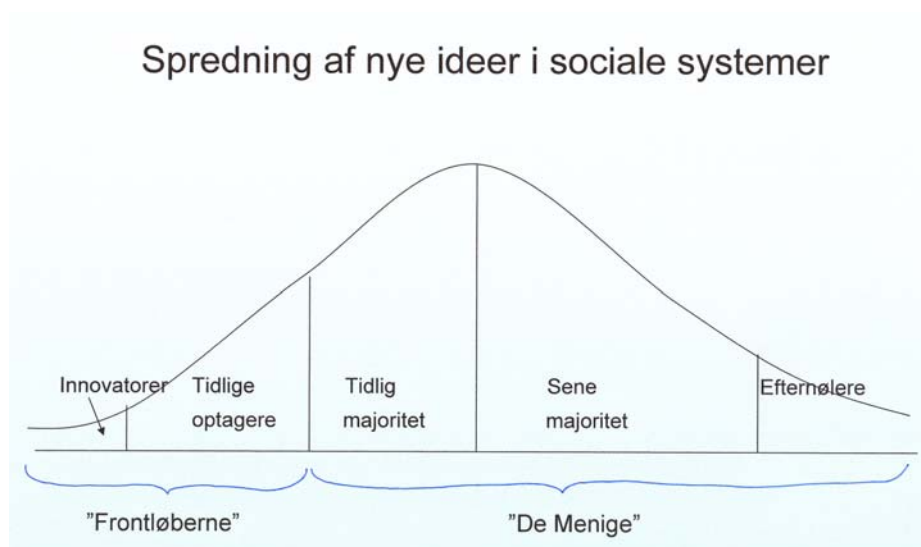 Spredning af nye ideer i sociale systemer
Innovatorer
Tidlige
optagere
Tidlig
majoritet
Sene
majoritet
Efternølere
"Frontløberne"
"De Menige"